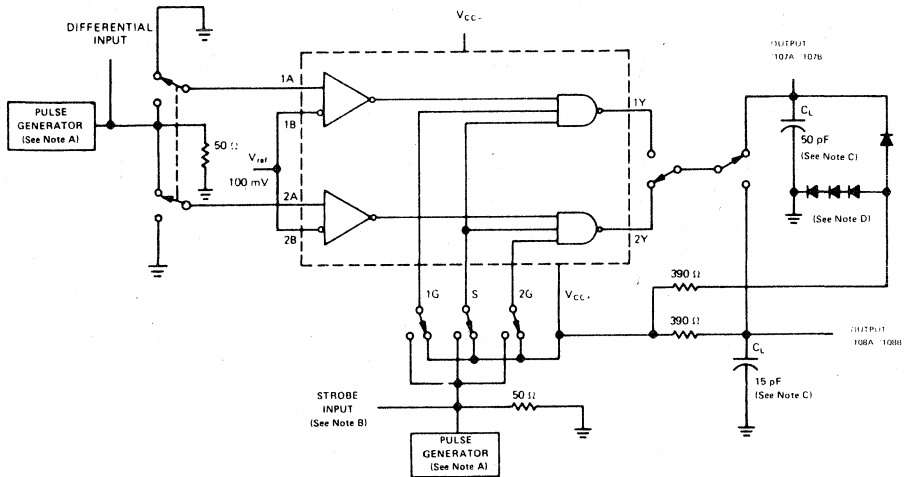 DIFFERENTIAL
INPUT
PULSE
GENERATOR
(See Note A)
50 Ω
Vref
100 mV
1A
1B
2A
2B
VCC-
1Y
2Y
1G
S
2G
VCC+
STROBE
INPUT
(See Note B)
50 Ω
PULSE
GENERATOR
(See Note A)
OUTPUT
'107A '107B
CL
50 pF
(See Note C)
(See Note D)
390 Ω
390 Ω
OUTPUT
'108A '108B
CL
15 pF
(See Note C)